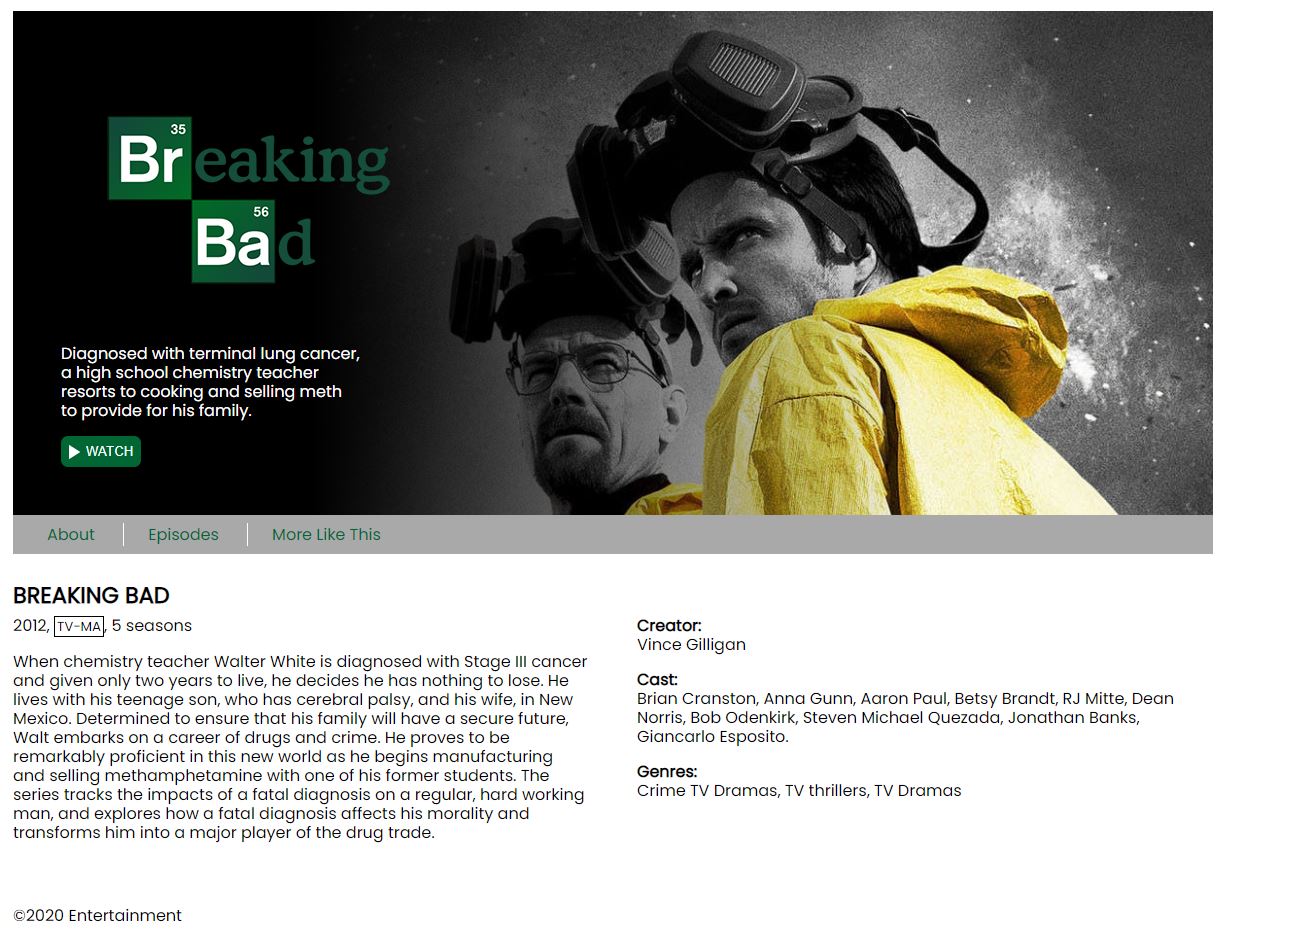 35
Breaking
56
Bad
Diagnosed with terminal lung cancer,
a high school chemistry teacher
resorts to cooking and selling meth
to provide for his family.
WATCH
About
Episodes
More Like This
BREAKING BAD
2012, TV-MA, 5 seasons
When chemistry teacher Walter White is diagnosed with Stage III cancer
and given only two years to live, he decides he has nothing to lose. He
lives with his teenage son, who has cerebral palsy, and his wife, in New
Mexico. Determined to ensure that his family will have a secure future,
Walt embarks on a career of drugs and crime. He proves to be
remarkably proficient in this new world as he begins manufacturing
and selling methamphetamine with one of his former students. The
series tracks the impacts of a fatal diagnosis on a regular, hard working
man, and explores how a fatal diagnosis affects his morality and
transforms him into a major player of the drug trade.
Creator:
Vince Gilligan
Cast:
Brian Cranston, Anna Gunn, Aaron Paul, Betsy Brandt, RJ Mitte, Dean
Norris, Bob Odenkirk, Steven Michael Quezada, Jonathan Banks,
Giancarlo Esposito.
Genres:
Crime TV Dramas, TV thrillers, TV Dramas
©2020 Entertainment